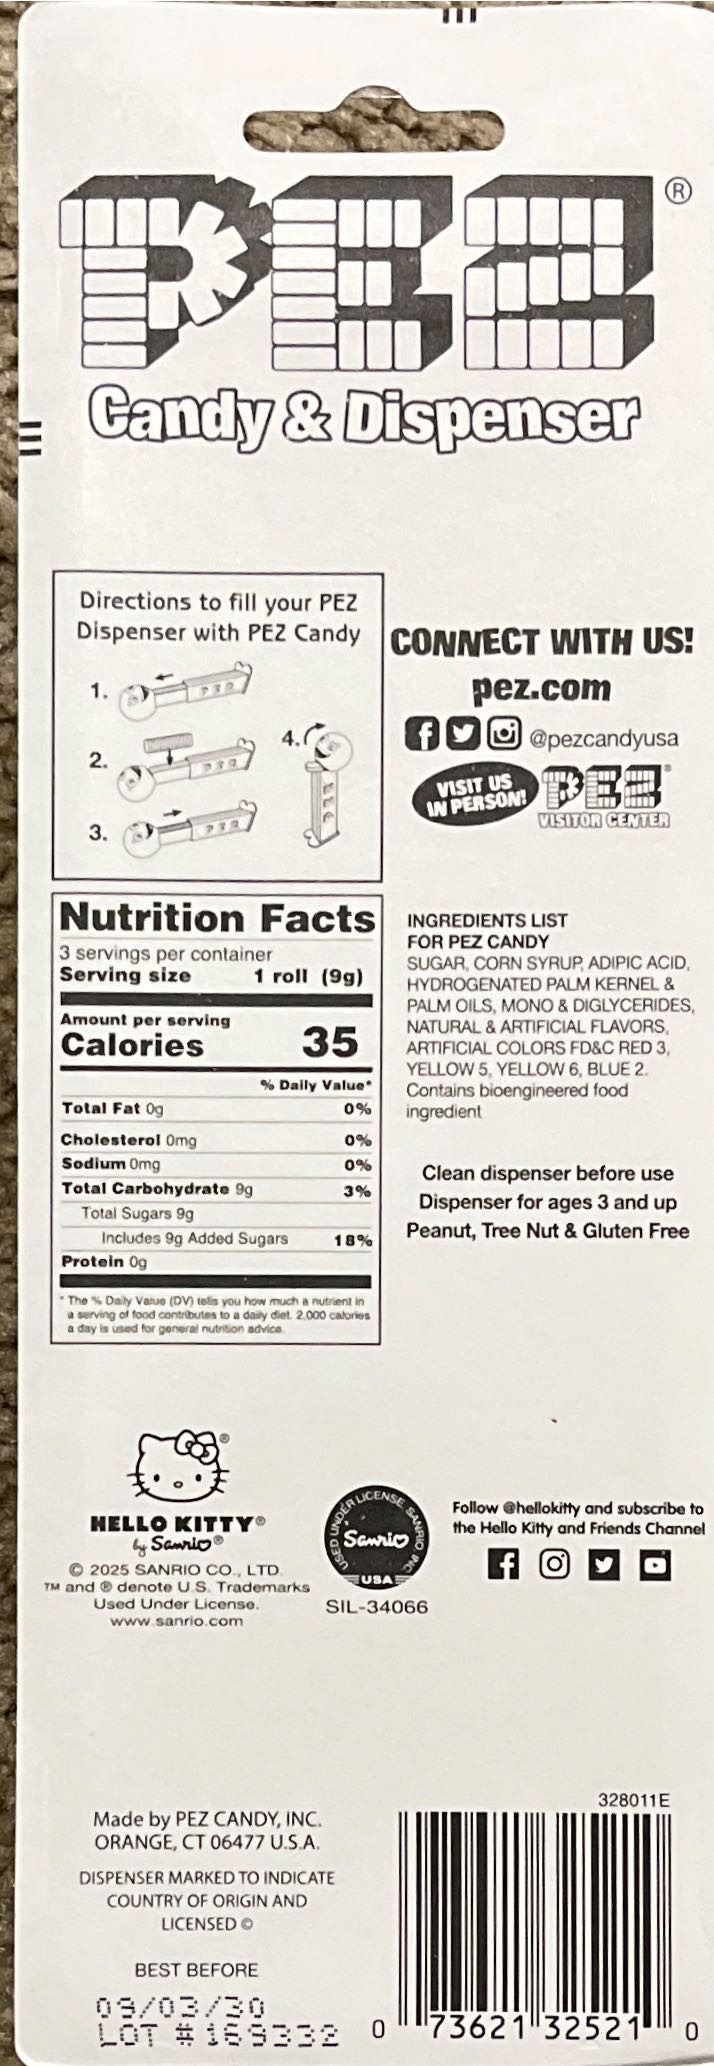 PEZ®
Candy & Dispenser
Directions to fill your PEZ
Dispenser with PEZ Candy
1.
2.
3.
4.
CONNECT WITH US!
pez.com
@pezcandyusa
VISIT US
IN PERSON!
PEZ®
VISITOR CENTER
Nutrition Facts
3 servings per container
Serving size 1 roll (9g)
Amount per serving
Calories 35
% Daily Value*
Total Fat 0g 0%
Cholesterol 0mg 0%
Sodium 0mg 0%
Total Carbohydrate 9g 3%
Total Sugars 9g
Includes 9g Added Sugars 18%
Protein 0g
* The % Daily Value (DV) tells you how much a nutrient in
a serving of food contributes to a daily diet. 2,000 calories
a day is used for general nutrition advice.
INGREDIENTS LIST
FOR PEZ CANDY
SUGAR, CORN SYRUP, ADIPIC ACID,
HYDROGENATED PALM KERNEL &
PALM OILS, MONO & DIGLYCERIDES,
NATURAL & ARTIFICIAL FLAVORS,
ARTIFICIAL COLORS FD&C RED 3,
YELLOW 5, YELLOW 6, BLUE 2.
Contains bioengineered food
ingredient
Clean dispenser before use
Dispenser for ages 3 and up
Peanut, Tree Nut & Gluten Free
HELLO KITTY®
by Sanrio®
© 2025 SANRIO CO., LTD.
TM and ® denote U.S. Trademarks
Used Under License.
www.sanrio.com
USED UNDER LICENSE SANRIO INC.
Sanrio
USA
SIL-34066
Follow @hellokitty and subscribe to
the Hello Kitty and Friends Channel
Made by PEZ CANDY, INC.
ORANGE, CT 06477 U.S.A.
DISPENSER MARKED TO INDICATE
COUNTRY OF ORIGIN AND
LICENSED ©
BEST BEFORE
09/03/30
LOT # 169332
328011E
0 73621 32521 0